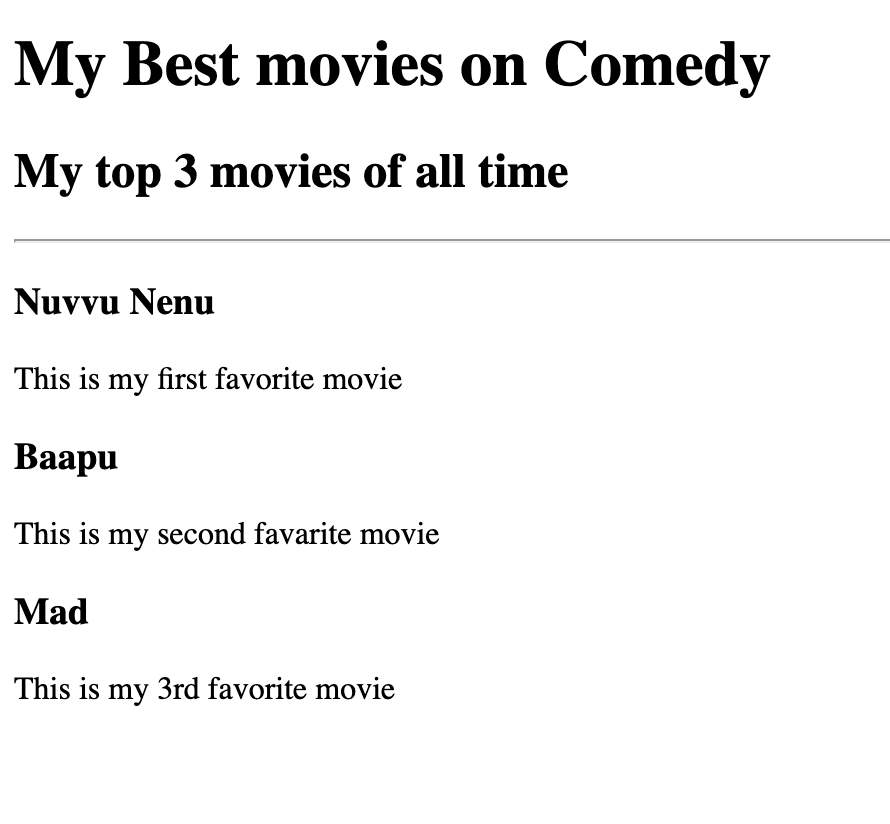 My Best movies on Comedy
My top 3 movies of all time
Nuvvu Nenu
This is my first favorite movie
Baapu
This is my second favarite movie
Mad
This is my 3rd favorite movie